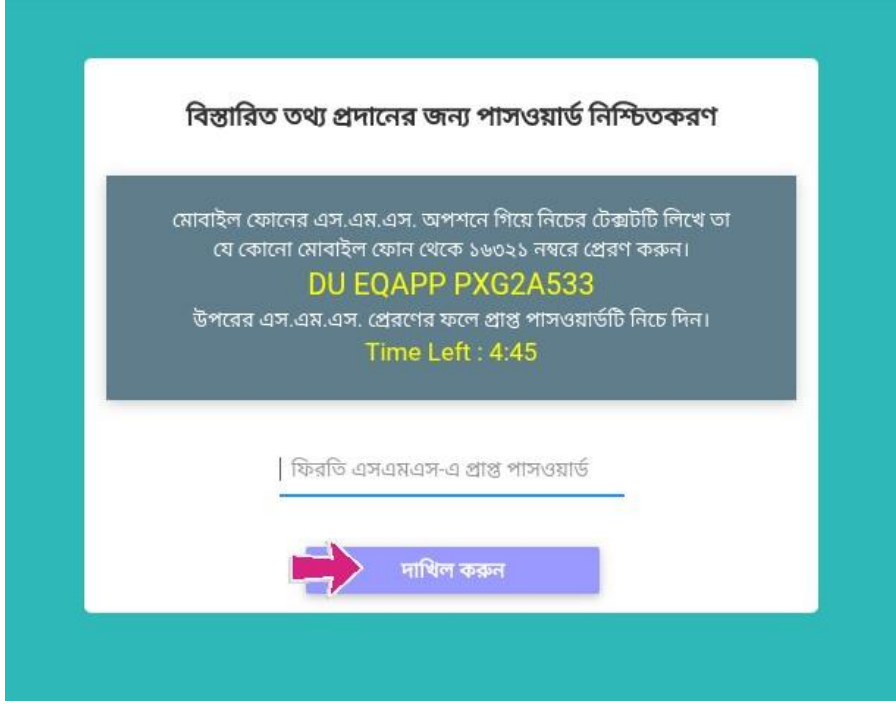 বিস্তারিত তথ্য প্রদানের জন্য পাসওয়ার্ড নিশ্চিতকরণ
মোবাইল ফোনের এস.এম.এস. অপশনে গিয়ে নিচের টেক্সটটি লিখে তা
যে কোনো মোবাইল ফোন থেকে ১৬৩২১ নম্বরে প্রেরণ করুন।
DU EQAPP PXG2A533
উপরের এস.এম.এস. প্রেরণের ফলে প্রাপ্ত পাসওয়ার্ডটি নিচে দিন।
Time Left : 4:45
ফিরতি এসএমএস-এ প্রাপ্ত পাসওয়ার্ড
দাখিল করুন